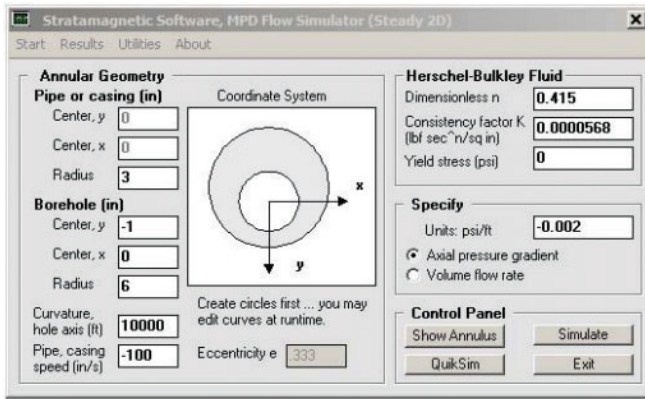 Stratamagnetic Software, MPD Flow Simulator (Steady 2D)
Start Results Utilities About
Annular Geometry
Pipe or casing (in)
Center, y 0
Center, x 0
Radius 3
Borehole (in)
Center, y -1
Center, x 0
Radius 6
Curvature,
hole axis (ft) 10000
Pipe, casing
speed (in/s) -100
Coordinate System
x
y
Create circles first ... you may
edit curves at runtime.
Eccentricity e .333
Herschel-Bulkley Fluid
Dimensionless n 0.415
Consistency factor K
(lbf sec^n/sq in) 0.0000568
Yield stress (psi) 0
Specify
Units: psi/ft -0.002
Axial pressure gradient
Volume flow rate
Control Panel
Show Annulus Simulate
QuikSim Exit